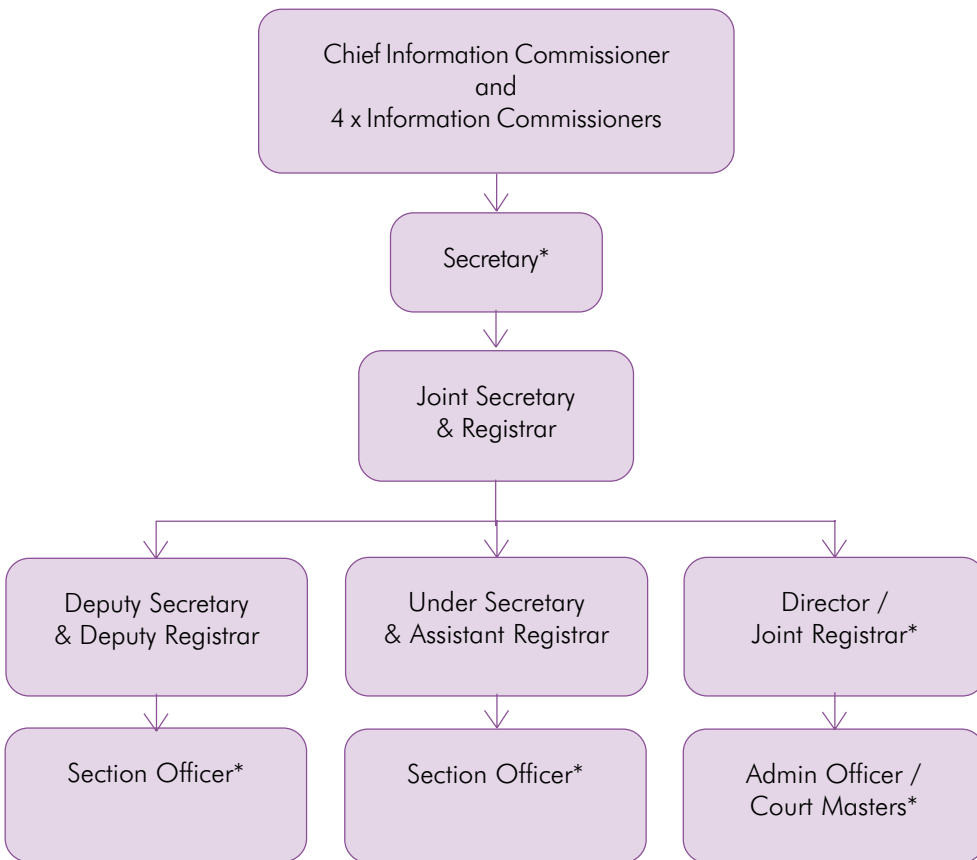 Chief Information Commissioner
and
4 x Information Commissioners
Secretary*
Joint Secretary
& Registrar
Deputy Secretary
& Deputy Registrar
Under Secretary
& Assistant Registrar
Director /
Joint Registrar*
Section Officer*
Section Officer*
Admin Officer /
Court Masters*